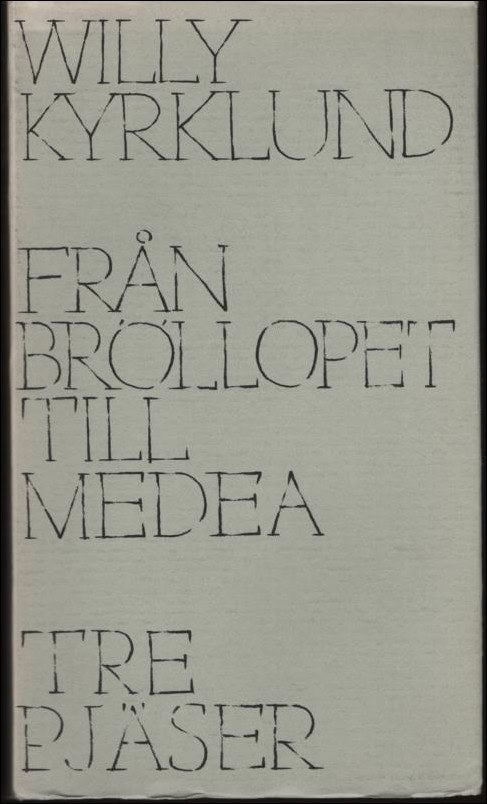 WILLY
KYRKLUND
FRÅN
BRÖLLOPET
TILL
MEDEA
TRE
PJÄSER